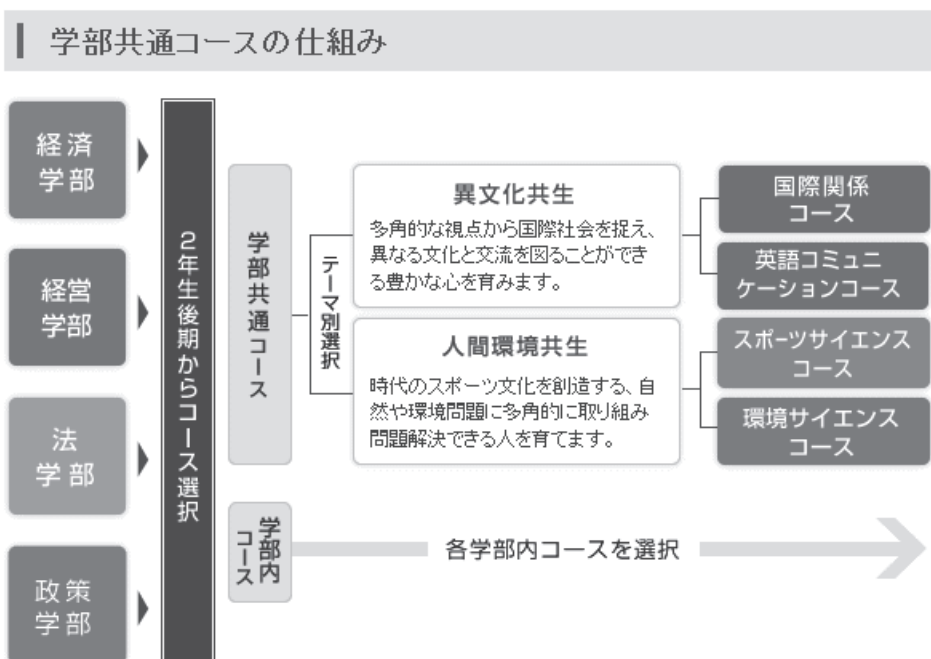 学部共通コースの仕組み
経済
学部
経営
学部
法
学部
政策
学部
2年生後期からコース選択
学部共通コース
テーマ別選択
異文化共生
多角的な視点から国際社会を捉え、
異なる文化と交流を図ることができ
る豊かな心を育みます。
国際関係
コース
英語コミュニ
ケーションコース
人間環境共生
時代のスポーツ文化を創造する、自
然や環境問題に多角的に取り組み
問題解決できる人を育てます。
スポーツサイエンス
コース
環境サイエンス
コース
学部内
コース
各学部内コースを選択